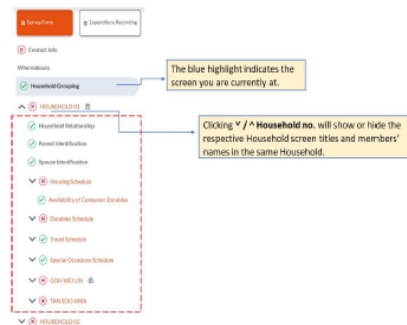 Survey Form
Expenditure Recording
Contact Info
Whereabouts
Household Grouping
The blue highlight indicates the
screen you are currently at.
HOUSEHOLD 01
Household Relationship
Parent Identification
Spouse Identification
Clicking ˅ / ^ Household no. will show or hide the
respective Household screen titles and members'
names in the same Household.
Housing Schedule
Availability of Consumer Durables
Durables Schedule
Travel Schedule
Special Occasions Schedule
GOH WEI LIN
TAN SOO HWA
HOUSEHOLD 02